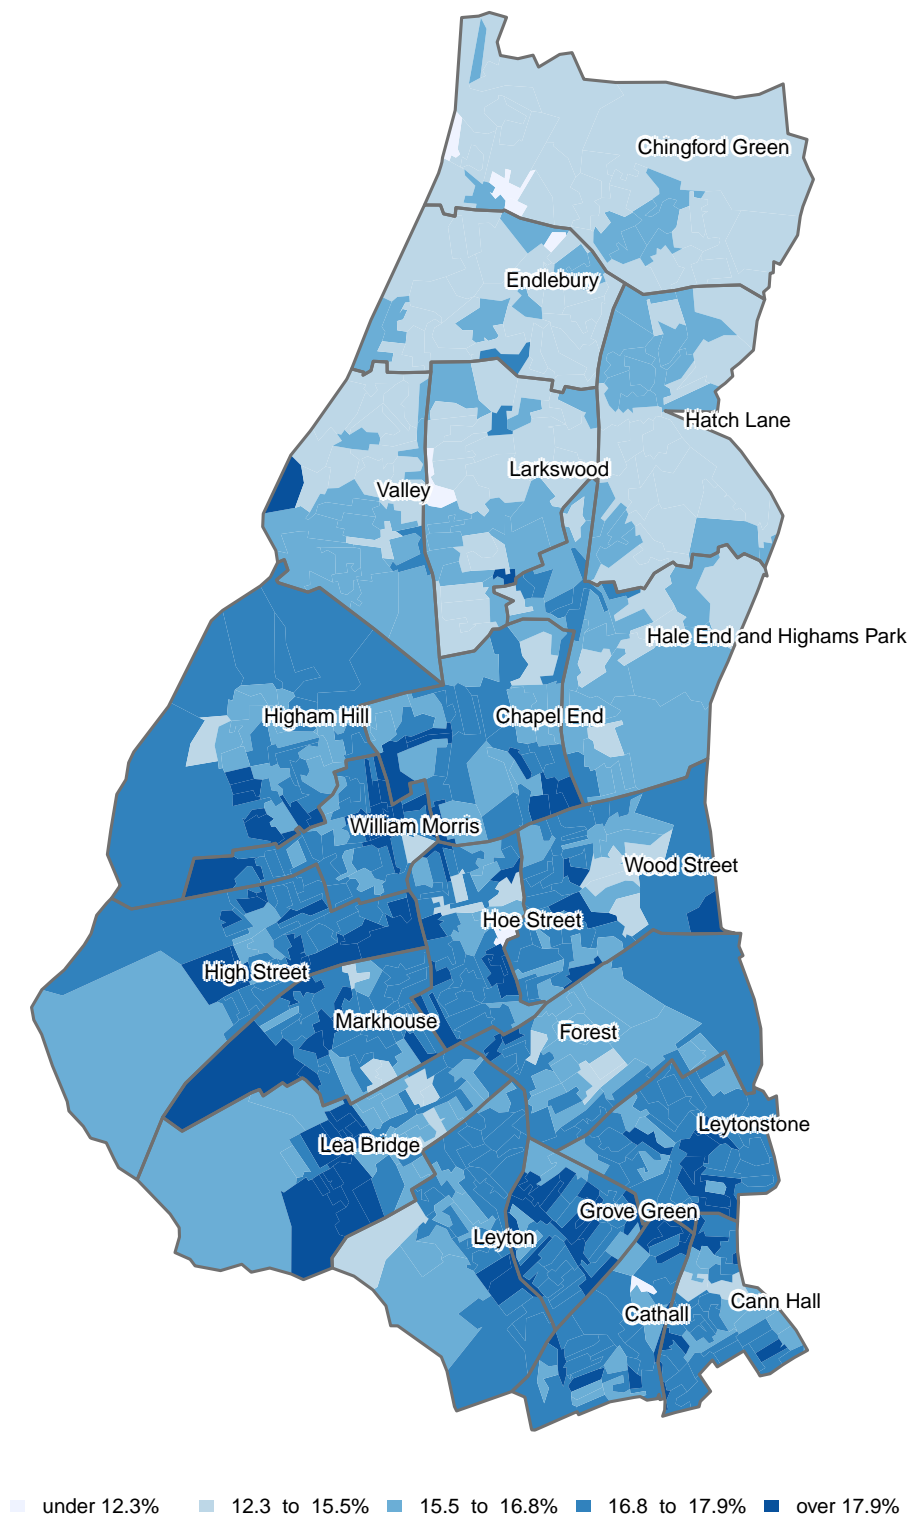 Chingford Green
Endlebury
Hatch Lane
Larkswood
Valley
Hale End and Highams Park
Higham Hill
Chapel End
William Morris
Wood Street
Hoe Street
High Street
Markhouse
Forest
Leytonstone
Lea Bridge
Grove Green
Leyton
Cann Hall
Cathall
under 12.3% 12.3 to 15.5% 15.5 to 16.8% 16.8 to 17.9% over 17.9%